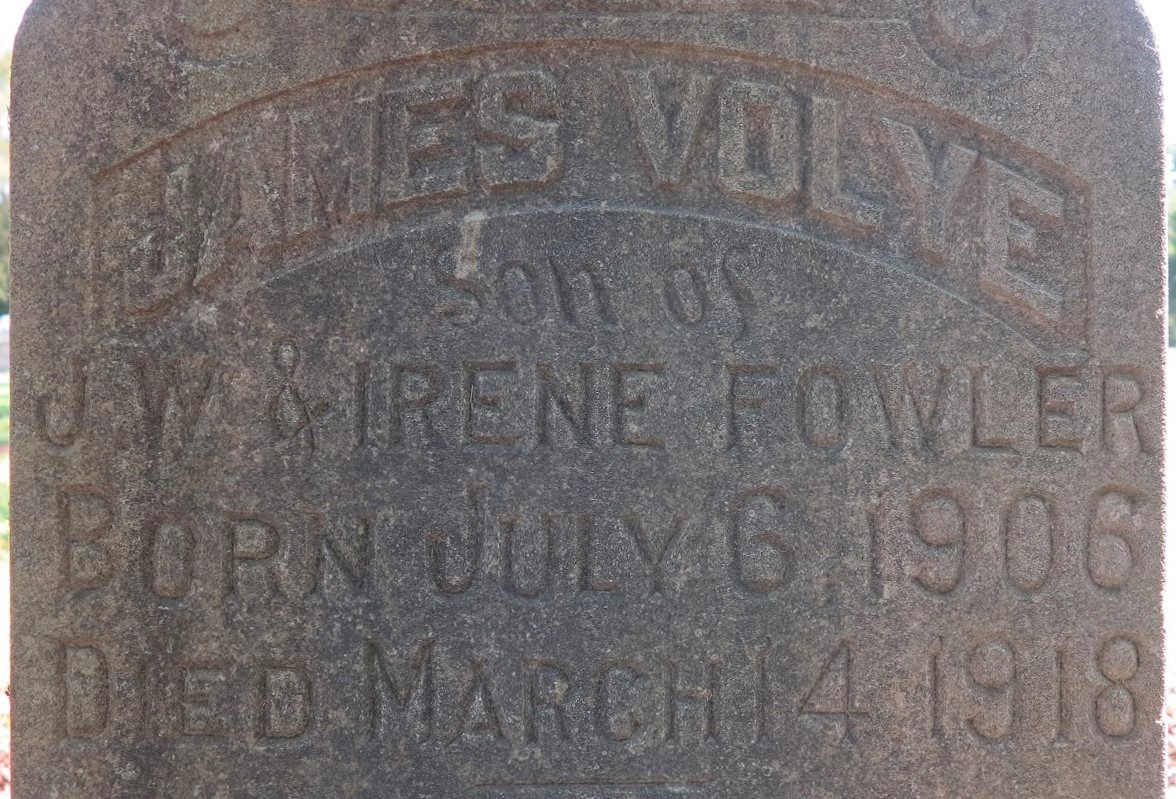 JAMES VOLYE
Son of
J W & IRENE FOWLER
BORN JULY 6 1906
DIED MARCH 14 1918